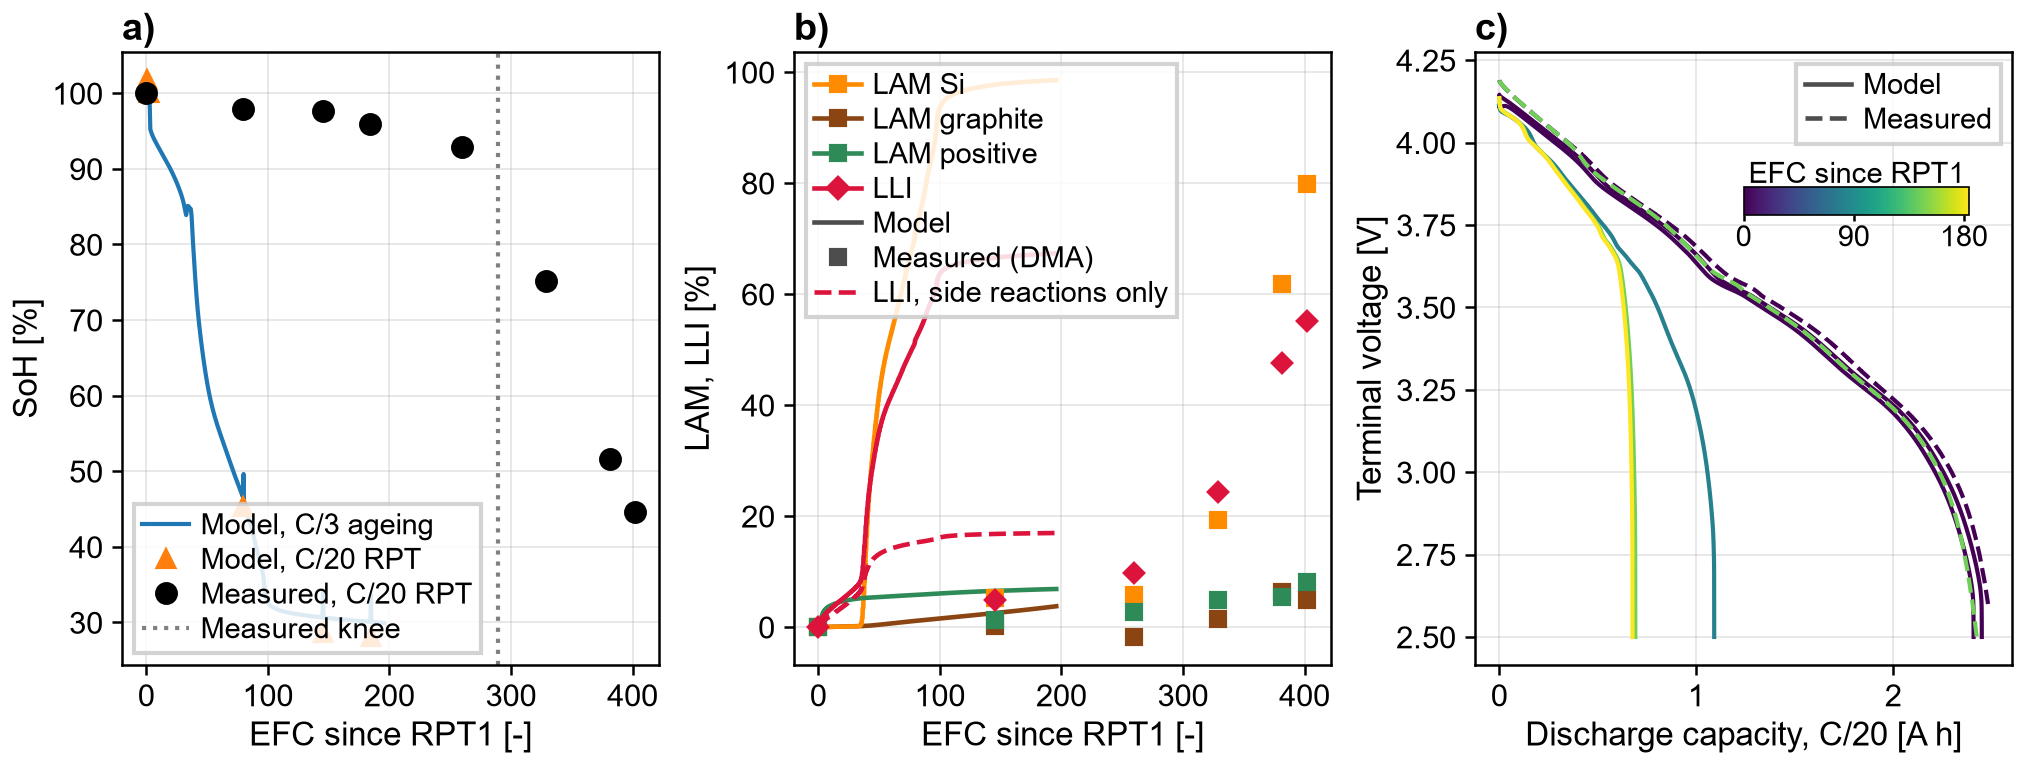 a)
SoH [%]
100
90
80
70
60
50
40
30
Model, C/3 ageing
Model, C/20 RPT
Measured, C/20 RPT
Measured knee
0
100
200
300
400
EFC since RPT1 [-]
b)
LAM, LLI [%]
100
80
60
40
20
0
LAM Si
LAM graphite
LAM positive
LLI
Model
Measured (DMA)
LLI, side reactions only
0
100
200
300
400
EFC since RPT1 [-]
c)
Terminal voltage [V]
4.25
4.00
3.75
3.50
3.25
3.00
2.75
2.50
Model
Measured
EFC since RPT1
0
90
180
0
1
2
Discharge capacity, C/20 [A h]